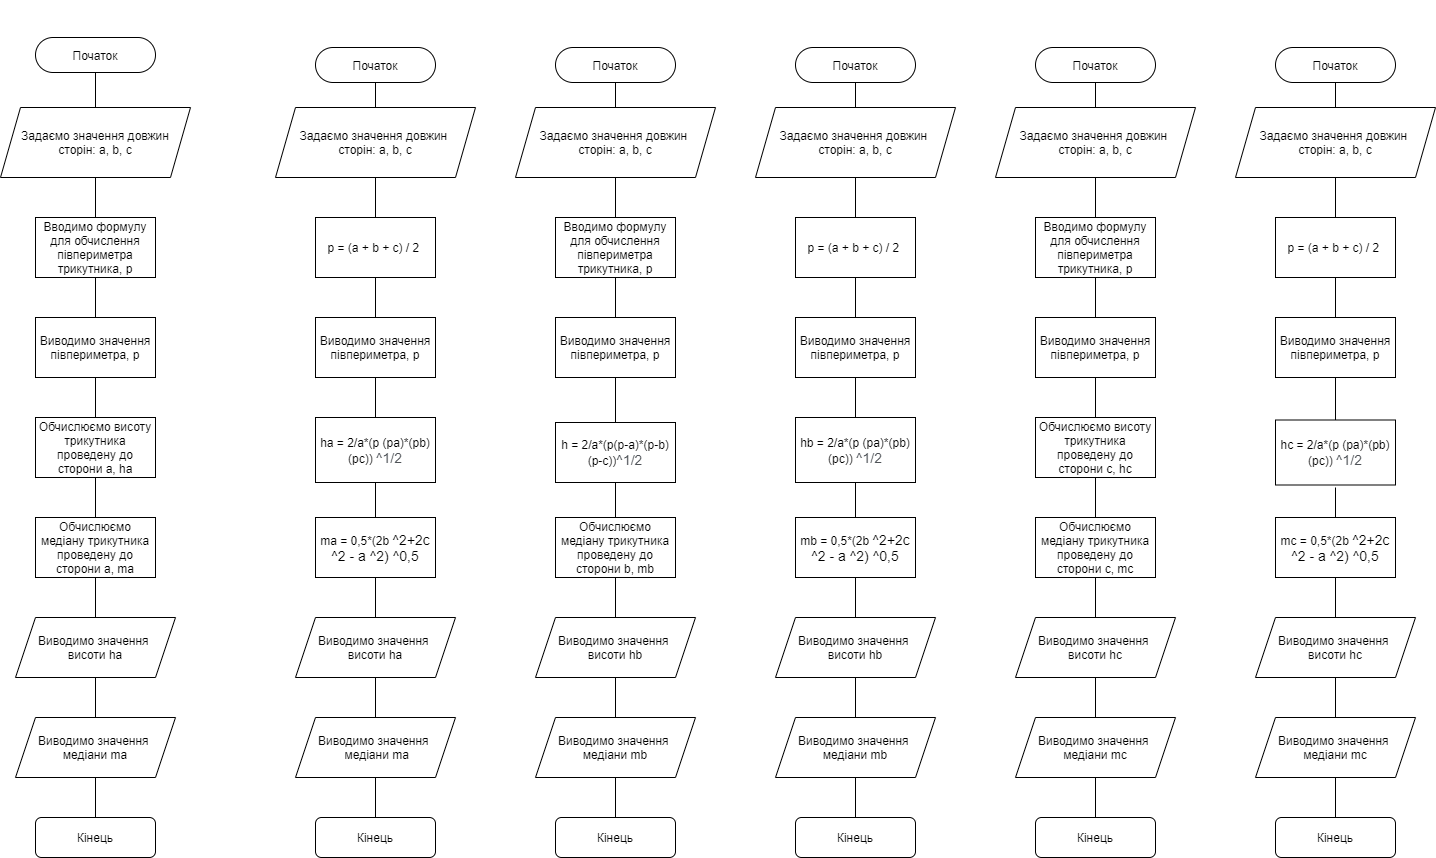 Початок
Задаємо значення довжин
сторін: a, b, c
Вводимо формулу
для обчислення
півпериметра
трикутника, p
Виводимо значення
півпериметра, p
Обчислюємо висоту
трикутника
проведену до
сторони a, ha
Обчислюємо
медіану трикутника
проведену до
сторони a, ma
Виводимо значення
висоти ha
Виводимо значення
медіани ma
Кінець
Початок
Задаємо значення довжин
сторін: a, b, c
p = (a + b + c) / 2
Виводимо значення
півпериметра, p
ha = 2/a*(p (pa)*(pb)
(pc)) ^1/2
ma = 0,5*(2b ^2+2c
^2 - a ^2) ^0,5
Виводимо значення
висоти ha
Виводимо значення
медіани ma
Кінець
Початок
Задаємо значення довжин
сторін: a, b, c
Вводимо формулу
для обчислення
півпериметра
трикутника, p
Виводимо значення
півпериметра, p
h = 2/a*(p(p-a)*(p-b)
(p-c))^1/2
Обчислюємо
медіану трикутника
проведену до
сторони b, mb
Виводимо значення
висоти hb
Виводимо значення
медіани mb
Кінець
Початок
Задаємо значення довжин
сторін: a, b, c
p = (a + b + c) / 2
Виводимо значення
півпериметра, p
hb = 2/a*(p (pa)*(pb)
(pc)) ^1/2
mb = 0,5*(2b ^2+2c
^2 - a ^2) ^0,5
Виводимо значення
висоти hb
Виводимо значення
медіани mb
Кінець
Початок
Задаємо значення довжин
сторін: a, b, c
Вводимо формулу
для обчислення
півпериметра
трикутника, p
Виводимо значення
півпериметра, p
Обчислюємо висоту
трикутника
проведену до
сторони c, hc
Обчислюємо
медіану трикутника
проведену до
сторони c, mc
Виводимо значення
висоти hc
Виводимо значення
медіани mc
Кінець
Початок
Задаємо значення довжин
сторін: a, b, c
p = (a + b + c) / 2
Виводимо значення
півпериметра, p
hc = 2/a*(p (pa)*(pb)
(pc)) ^1/2
mc = 0,5*(2b ^2+2c
^2 - a ^2) ^0,5
Виводимо значення
висоти hc
Виводимо значення
медіани mc
Кінець